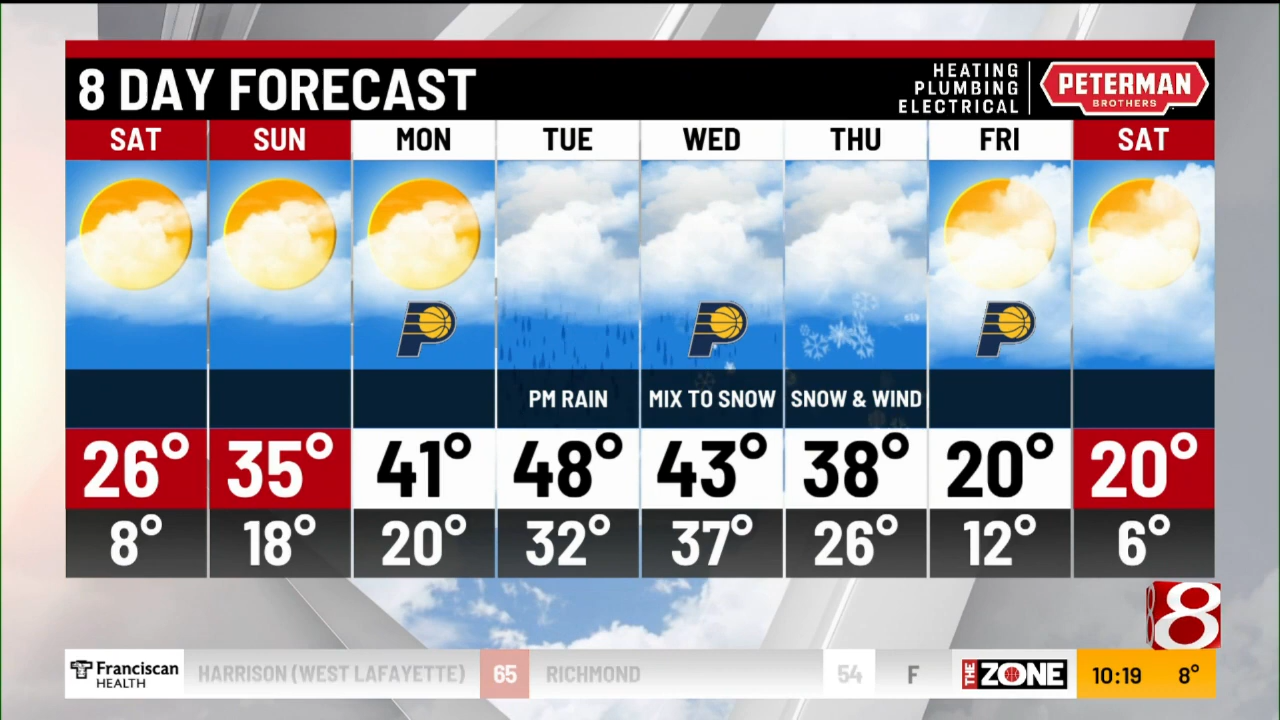 8 DAY FORECAST
HEATING
PLUMBING
ELECTRICAL
PETERMAN
BROTHERS
SAT SUN MON TUE WED THU FRI SAT
PM RAIN MIX TO SNOW SNOW & WIND
26° 35° 41° 48° 43° 38° 20° 20°
8° 18° 20° 32° 37° 26° 12° 6°
8
Franciscan
HEALTH
HARRISON (WEST LAFAYETTE) 65 RICHMOND 54 F
THE ZONE
10:19 8°